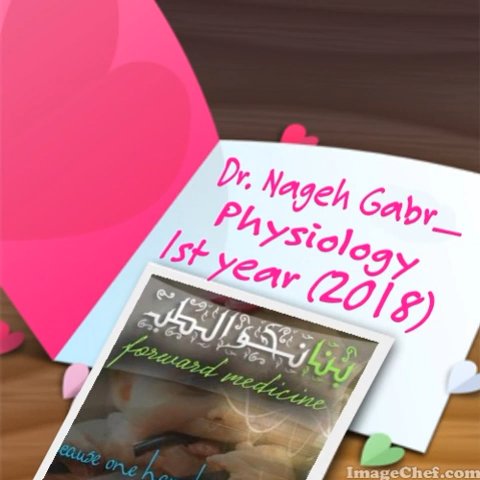 Dr. Nageh Gabr_
Physiology
1st year (2018)
بنا نحو الطب
forward medicine
ImageChef.com